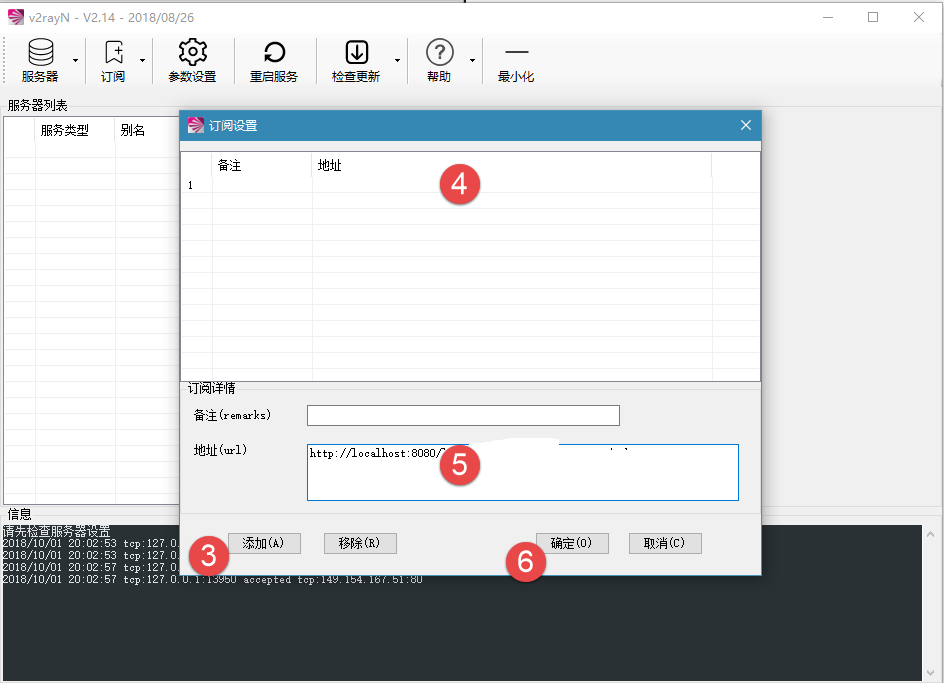 v2rayN - V2.14 - 2018/08/26
服务器
订阅
参数设置
重启服务
检查更新
帮助
最小化
服务器列表
服务类型 别名
订阅设置
备注 地址
1
4
订阅详情
备注(remarks)
地址(url)
http://localhost:8080/
5
3
添加(A)
移除(R)
6
确定(O)
取消(C)
信息
请先检查服务器设置
2018/10/01 20:02:53 tcp:127.0.
2018/10/01 20:02:53 tcp:127.0.
2018/10/01 20:02:57 tcp:127.0.
2018/10/01 20:02:57 tcp:127.0.0.1:13950 accepted tcp:149.154.167.51:80